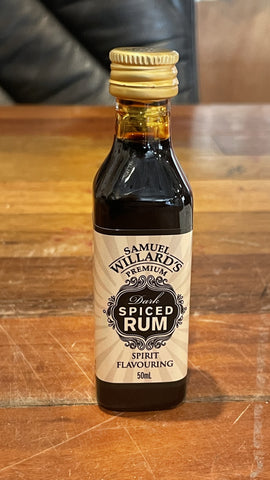 SAMUEL
WILLARD'S
PREMIUM
Dark
SPICED
RUM
SPIRIT
FLAVOURING
50mL